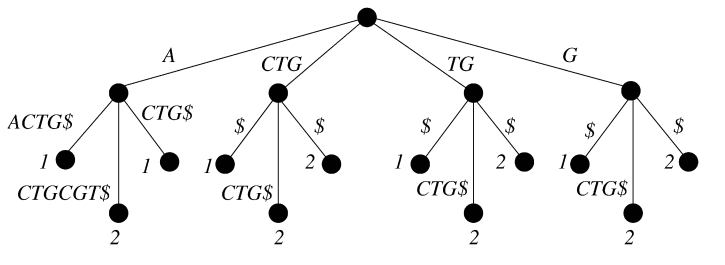 A CTG TG G
ACTG$ CTG$ $ $ $ $ $ $
1 1 1 2 1 2 1 2
CTGCGT$ CTG$ CTG$ CTG$
2 2 2 2